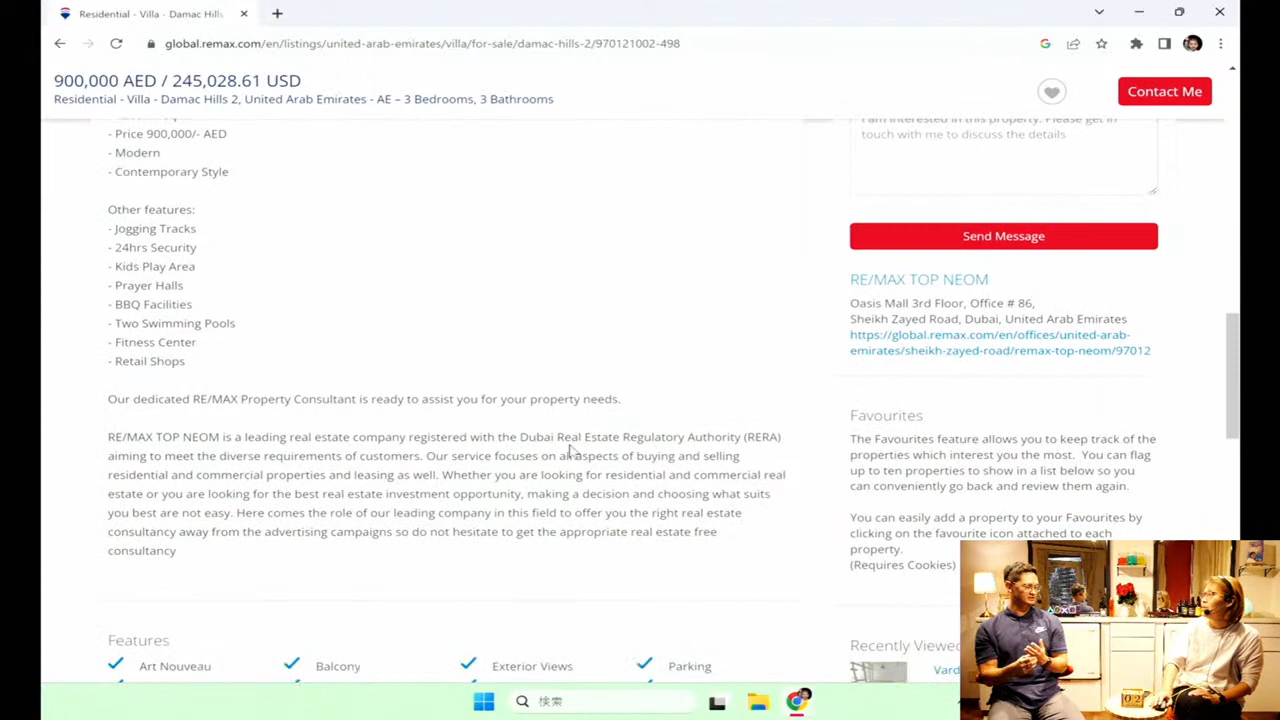 Residential - Villa - Damac Hills
global.remax.com/en/listings/united-arab-emirates/villa/for-sale/damac-hills-2/970121002-498
900,000 AED / 245,028.61 USD
Residential - Villa - Damac Hills 2, United Arab Emirates - AE – 3 Bedrooms, 3 Bathrooms
Contact Me
- Price 900,000/- AED
- Modern
- Contemporary Style
Other features:
- Jogging Tracks
- 24hrs Security
- Kids Play Area
- Prayer Halls
- BBQ Facilities
- Two Swimming Pools
- Fitness Center
- Retail Shops
Our dedicated RE/MAX Property Consultant is ready to assist you for your property needs.
RE/MAX TOP NEOM is a leading real estate company registered with the Dubai Real Estate Regulatory Authority (RERA)
aiming to meet the diverse requirements of customers. Our service focuses on all aspects of buying and selling
residential and commercial properties and leasing as well. Whether you are looking for residential and commercial real
estate or you are looking for the best real estate investment opportunity, making a decision and choosing what suits
you best are not easy. Here comes the role of our leading company in this field to offer you the right real estate
consultancy away from the advertising campaigns so do not hesitate to get the appropriate real estate free
consultancy
Features
Art Nouveau
Balcony
Exterior Views
Parking
I am interested in this property. Please get in
touch with me to discuss the details
Send Message
RE/MAX TOP NEOM
Oasis Mall 3rd Floor, Office # 86,
Sheikh Zayed Road, Dubai, United Arab Emirates
https://global.remax.com/en/offices/united-arab-
emirates/sheikh-zayed-road/remax-top-neom/97012
Favourites
The Favourites feature allows you to keep track of the
properties which interest you the most. You can flag
up to ten properties to show in a list below so you
can conveniently go back and review them again.
You can easily add a property to your Favourites by
clicking on the favourite icon attached to each
property.
(Requires Cookies)
Recently Viewed
Vard
検索
02